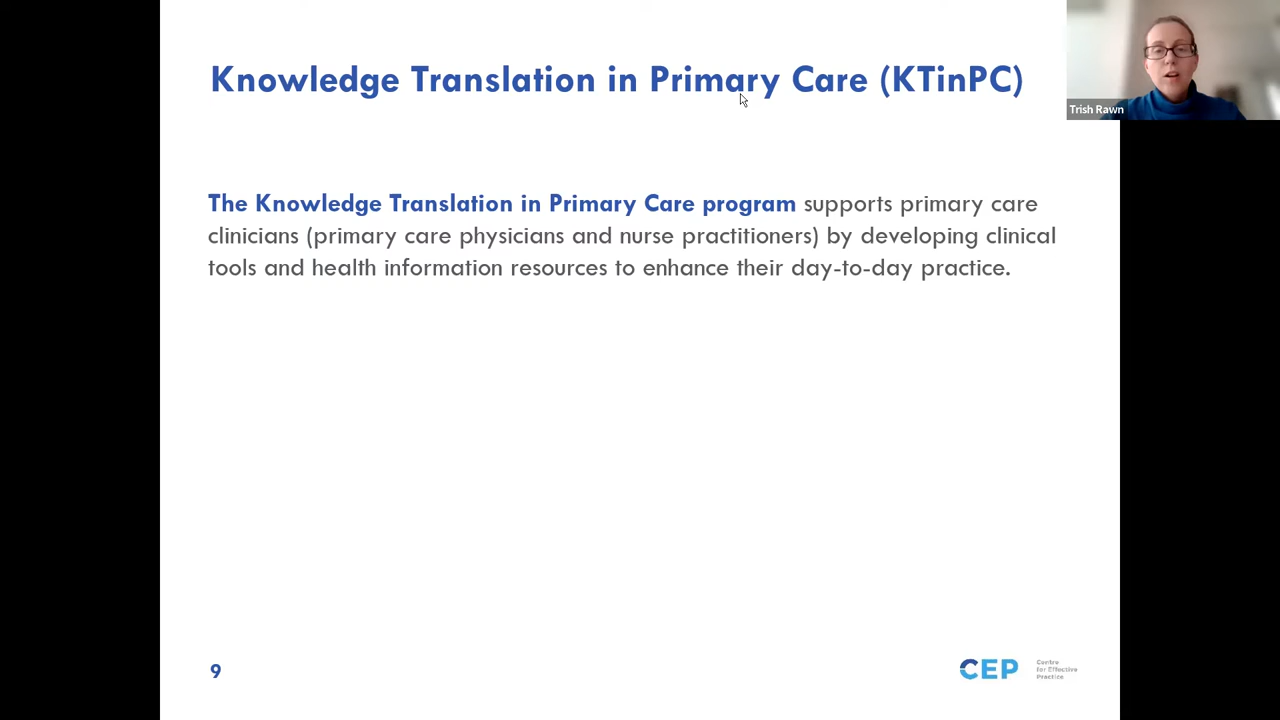 Knowledge Translation in Primary Care (KTinPC)
Trish Rawn
The Knowledge Translation in Primary Care program supports primary care
clinicians (primary care physicians and nurse practitioners) by developing clinical
tools and health information resources to enhance their day-to-day practice.
9
CEP
Centre
for Effective
Practice